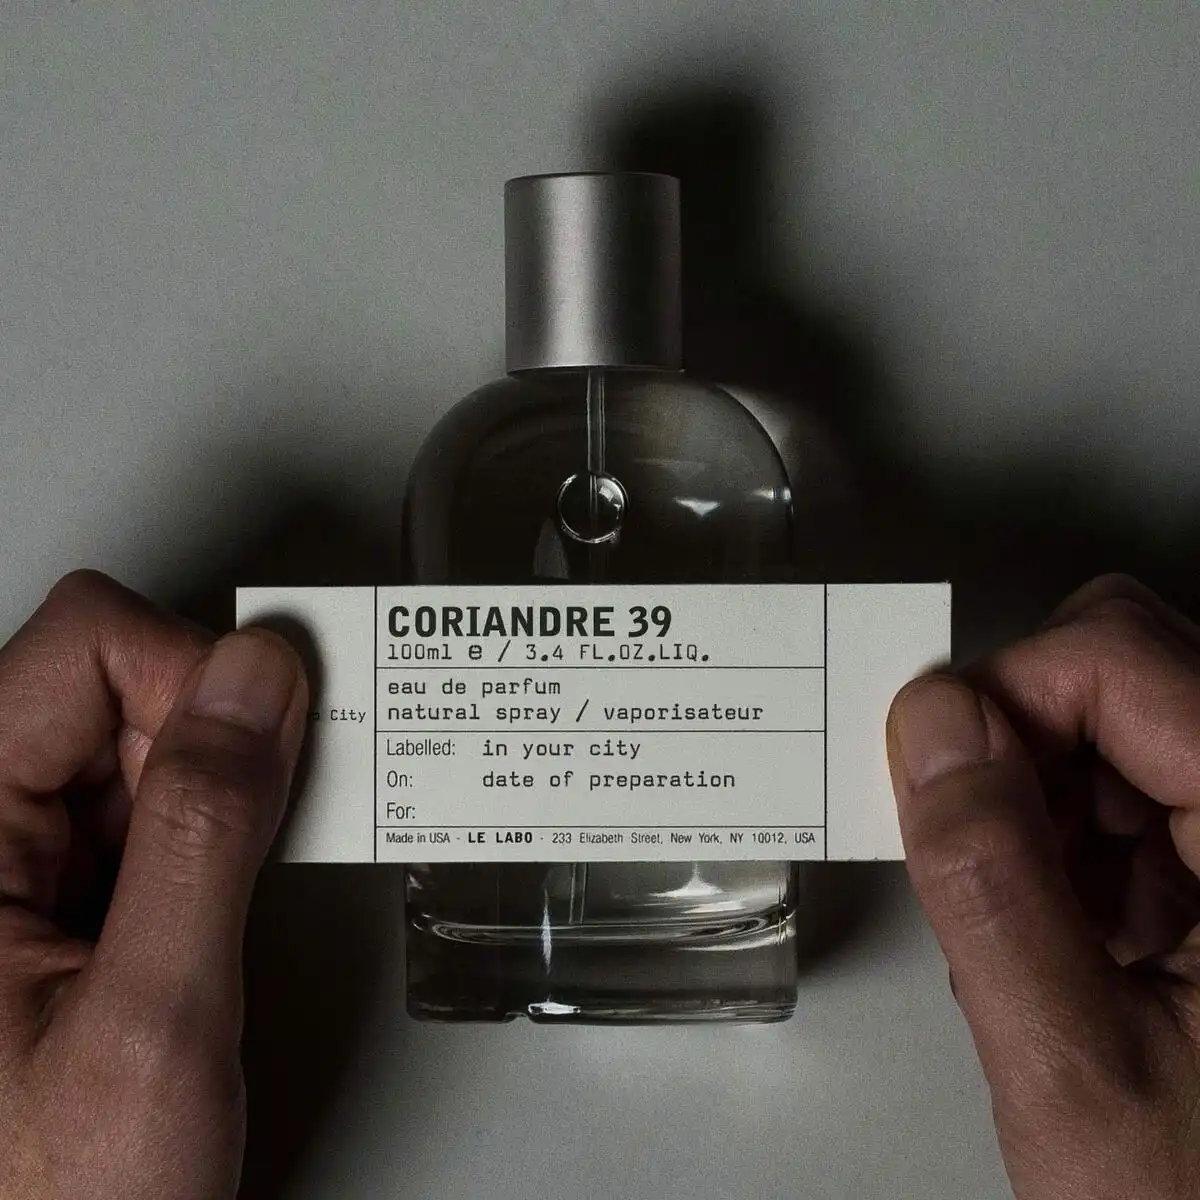 CORIANDRE 39
100ml e / 3.4 FL.OZ.LIQ.
eau de parfum
natural spray / vaporisateur
City
Labelled: in your city
On: date of preparation
For:
Made in USA - LE LABO - 233 Elizabeth Street, New York, NY 10012, USA